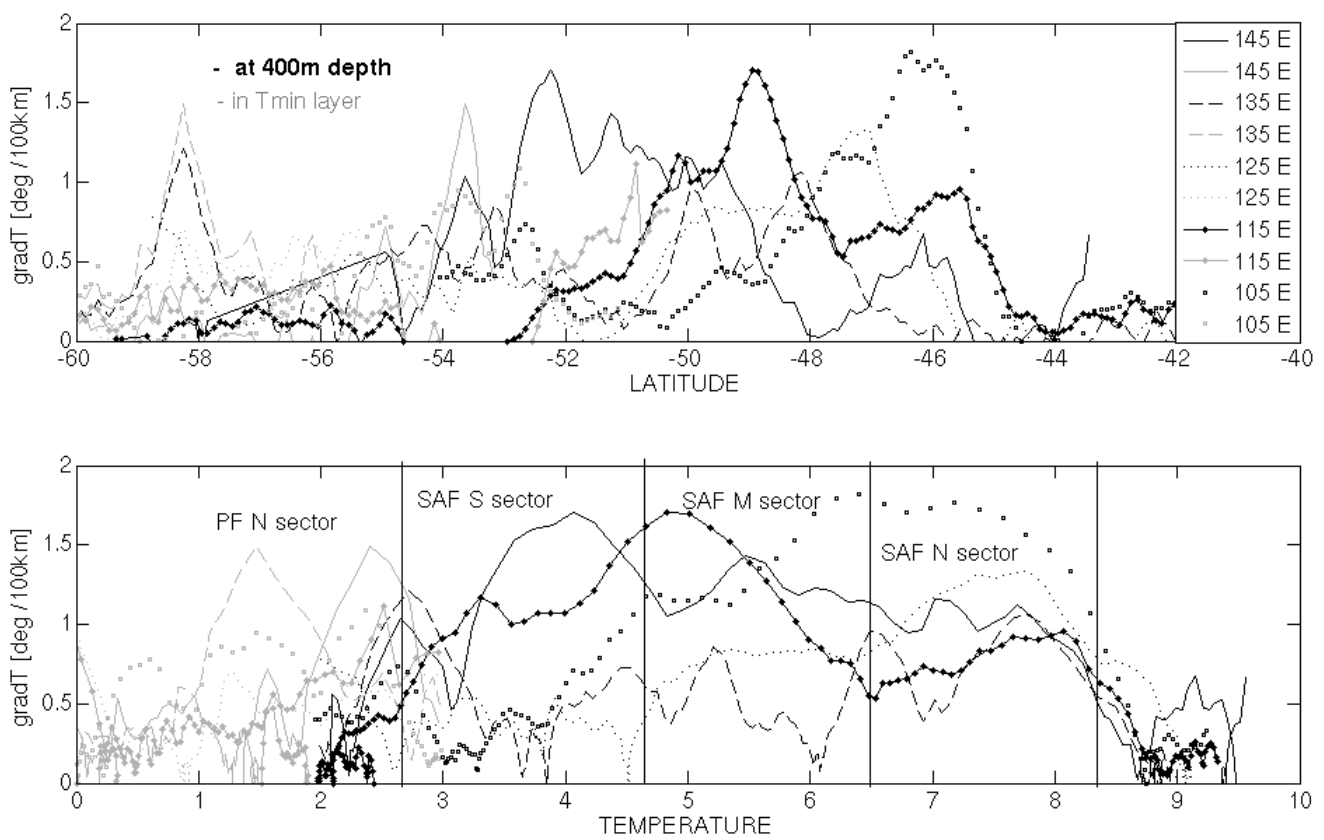 2
1.5
1
0.5
0
gradT [deg /100km]
- at 400m depth
- in Tmin layer
145 E
145 E
135 E
135 E
125 E
125 E
115 E
115 E
105 E
105 E
-60 -58 -56 -54 -52 -50 -48 -46 -44 -42 -40
LATITUDE
2
1.5
1
0.5
0
gradT [deg /100km]
PF N sector
SAF S sector
SAF M sector
SAF N sector
0 1 2 3 4 5 6 7 8 9 10
TEMPERATURE